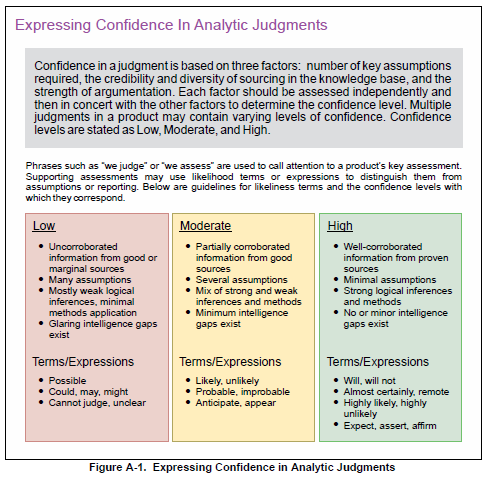 Expressing Confidence In Analytic Judgments
Confidence in a judgment is based on three factors: number of key assumptions
required, the credibility and diversity of sourcing in the knowledge base, and the
strength of argumentation. Each factor should be assessed independently and
then in concert with the other factors to determine the confidence level. Multiple
judgments in a product may contain varying levels of confidence. Confidence
levels are stated as Low, Moderate, and High.
Phrases such as “we judge” or “we assess” are used to call attention to a product’s key assessment.
Supporting assessments may use likelihood terms or expressions to distinguish them from
assumptions or reporting. Below are guidelines for likeliness terms and the confidence levels with
which they correspond.
Low
• Uncorroborated
information from good or
marginal sources
• Many assumptions
• Mostly weak logical
inferences, minimal
methods application
• Glaring intelligence gaps
exist
Terms/Expressions
• Possible
• Could, may, might
• Cannot judge, unclear
Moderate
• Partially corroborated
information from good
sources
• Several assumptions
• Mix of strong and weak
inferences and methods
• Minimum intelligence
gaps exist
Terms/Expressions
• Likely, unlikely
• Probable, improbable
• Anticipate, appear
High
• Well-corroborated
information from proven
sources
• Minimal assumptions
• Strong logical inferences
and methods
• No or minor intelligence
gaps exist
Terms/Expressions
• Will, will not
• Almost certainly, remote
• Highly likely, highly
unlikely
• Expect, assert, affirm
Figure A-1. Expressing Confidence in Analytic Judgments